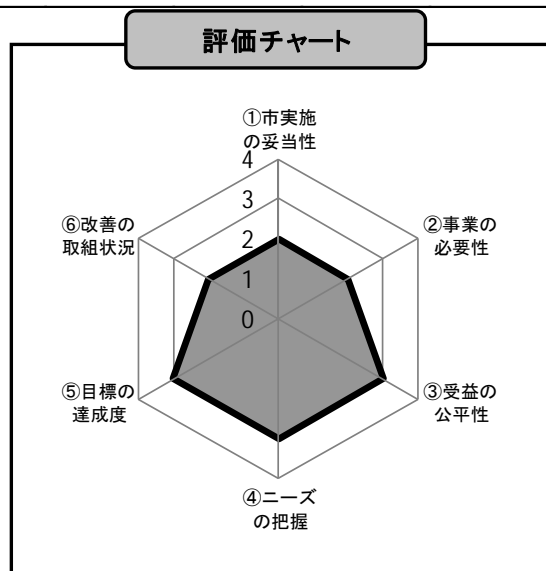 評価チャート
①市実施
の妥当性
4
3
2
1
0
②事業の
必要性
③受益の
公平性
④ニーズ
の把握
⑤目標の
達成度
⑥改善の
取組状況